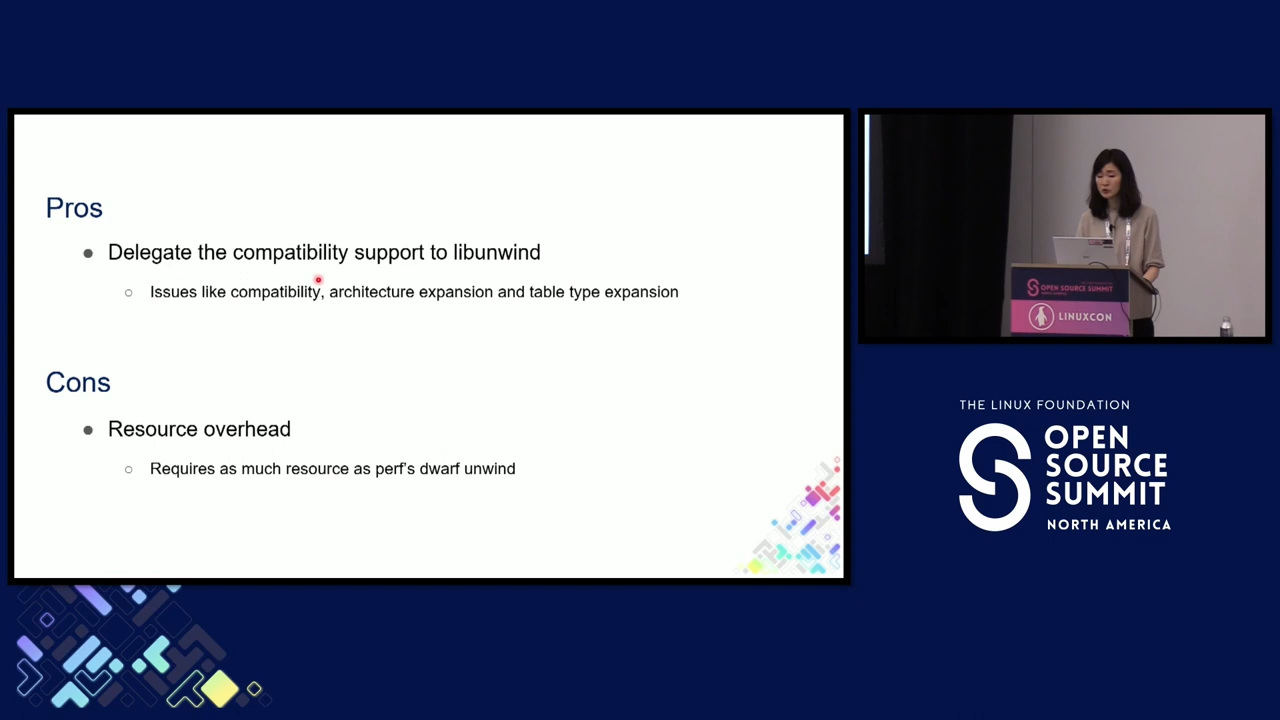 Pros
Delegate the compatibility support to libunwind
Issues like compatibility, architecture expansion and table type expansion
Cons
Resource overhead
Requires as much resource as perf's dwarf unwind
OPEN SOURCE SUMMIT
LINUXCON
THE LINUX FOUNDATION
OPEN
SOURCE
SUMMIT
NORTH AMERICA